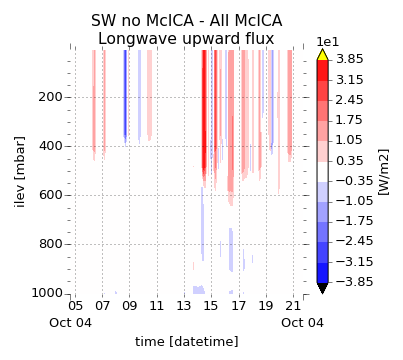 SW no McICA - All McICA
Longwave upward flux
1e1
3.85
3.15
2.45
1.75
1.05
0.35
−0.35
−1.05
−1.75
−2.45
−3.15
−3.85
[W/m2]
ilev [mbar]
200
400
600
800
1000
05 07 09 11 13 15 17 19 21
Oct 04 Oct 04
time [datetime]